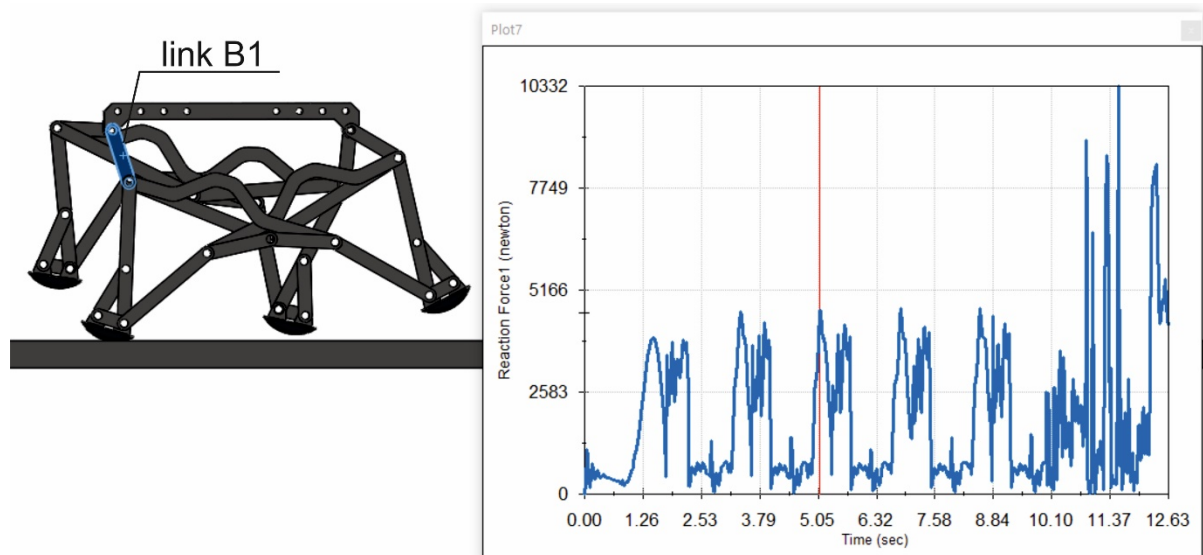 link B1
Plot7
Reaction Force1 (newton)
10332
7749
5166
2583
0
0.00 1.26 2.53 3.79 5.05 6.32 7.58 8.84 10.10 11.37 12.63
Time (sec)